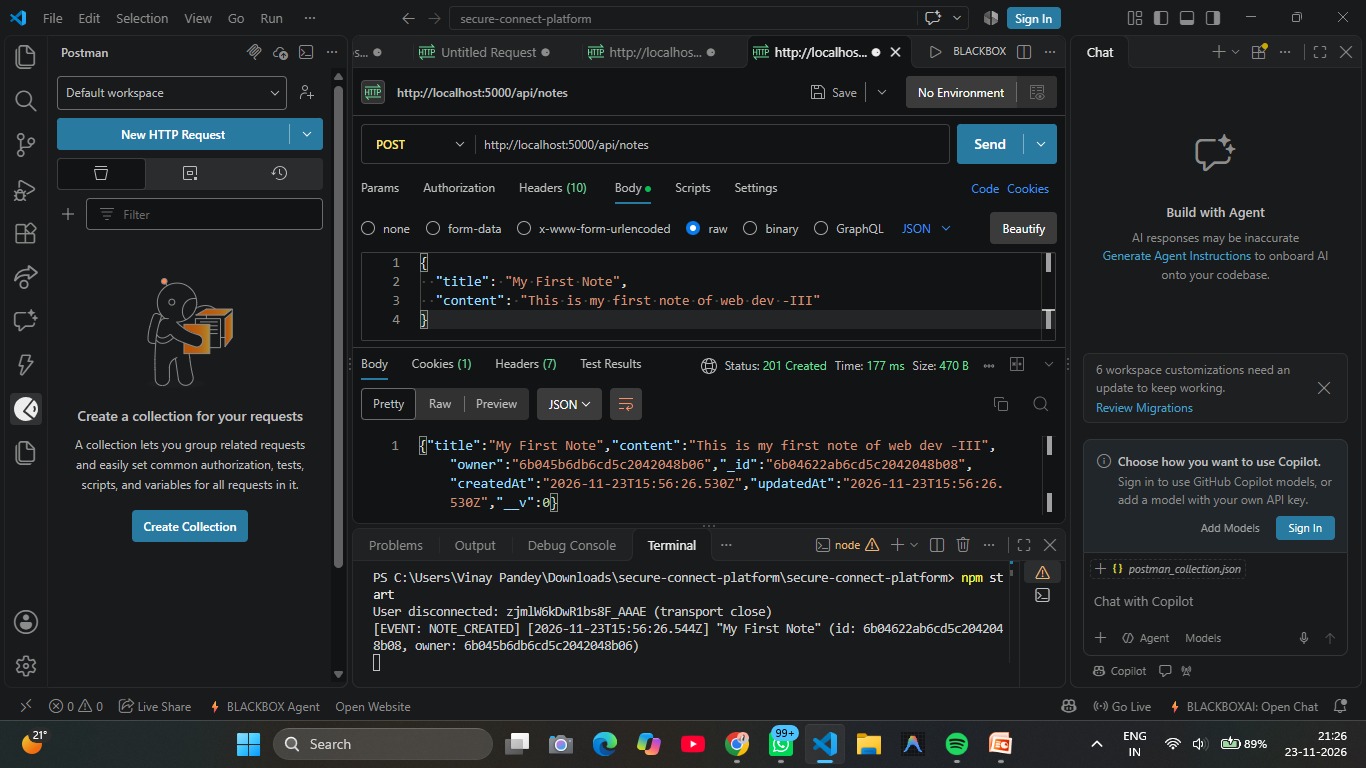 File Edit Selection View Go Run ···
secure-connect-platform
Sign In
Postman
Default workspace
New HTTP Request
Filter
Create a collection for your requests
A collection lets you group related requests
and easily set common authorization, tests,
scripts, and variables for all requests in it.
Create Collection
s...
HTTP Untitled Request
HTTP http://localhos...
HTTP http://localhos...
BLACKBOX
HTTP http://localhost:5000/api/notes
Save
No Environment
POST http://localhost:5000/api/notes
Send
Params Authorization Headers (10) Body Scripts Settings
Code Cookies
none form-data x-www-form-urlencoded raw binary GraphQL JSON
Beautify
1 {
2 "title": "My First Note",
3 "content": "This is my first note of web dev -III"
4 }
Body Cookies (1) Headers (7) Test Results
Status: 201 Created Time: 177 ms Size: 470 B
Pretty Raw Preview JSON
1 {"title":"My First Note","content":"This is my first note of web dev -III",
"owner":"6b045b6db6cd5c2042048b06","_id":"6b04622ab6cd5c2042048b08",
"createdAt":"2026-11-23T15:56:26.530Z","updatedAt":"2026-11-23T15:56:26.
530Z","__v":0}
Problems Output Debug Console Terminal ···
node
PS C:\Users\Vinay Pandey\Downloads\secure-connect-platform\secure-connect-platform> npm st
art
User disconnected: zjmlW6kDwR1bs8F_AAAE (transport close)
[EVENT: NOTE_CREATED] [2026-11-23T15:56:26.544Z] "My First Note" (id: 6b04622ab6cd5c204204
8b08, owner: 6b045b6db6cd5c2042048b06)
Chat
Build with Agent
AI responses may be inaccurate
Generate Agent Instructions to onboard AI
onto your codebase.
6 workspace customizations need an
update to keep working.
Review Migrations
Choose how you want to use Copilot.
Sign in to use GitHub Copilot models, or
add a model with your own API key.
Add Models Sign In
{} postman_collection.json
Chat with Copilot
Agent Models
Copilot
0 0 Live Share BLACKBOX Agent Open Website
Go Live BLACKBOXAI: Open Chat
21°
Search
99+
ENG
IN
89%
21:26
23-11-2026